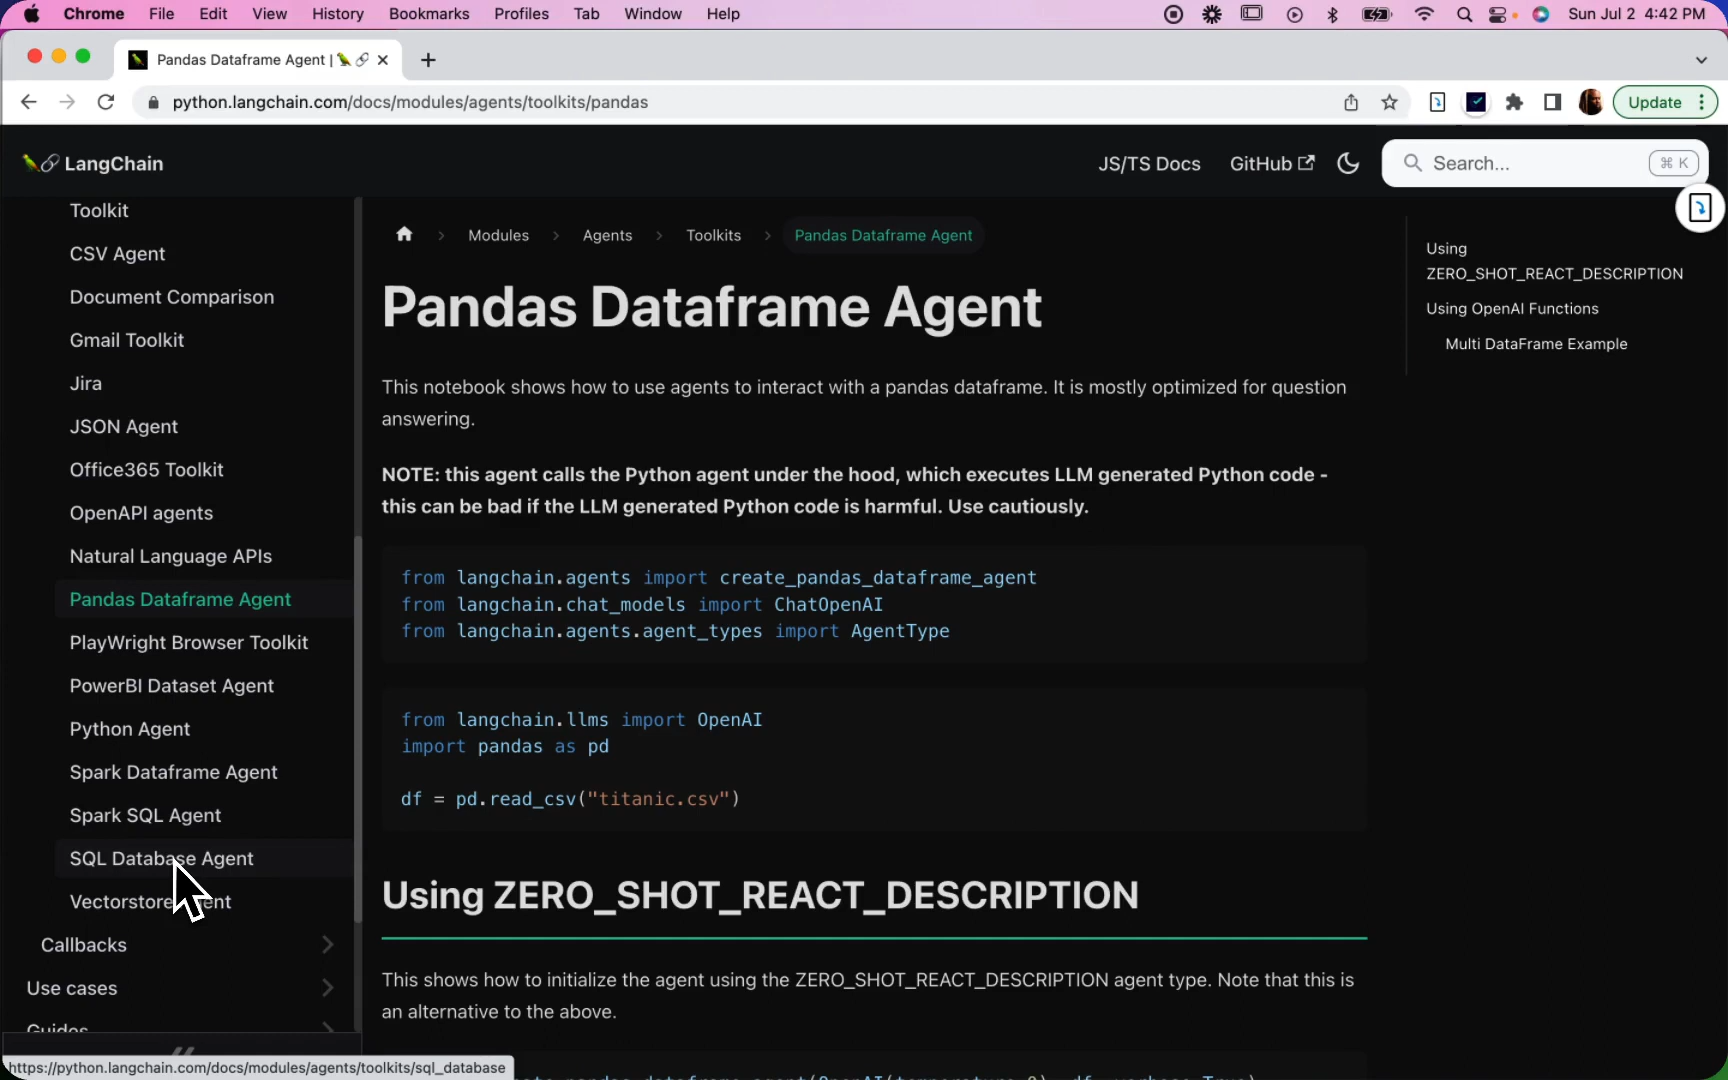 Chrome File Edit View History Bookmarks Profiles Tab Window Help Sun Jul 2 4:42 PM
Pandas Dataframe Agent |
python.langchain.com/docs/modules/agents/toolkits/pandas
Update
LangChain
JS/TS Docs
GitHub
Search...
⌘ K
Toolkit
CSV Agent
Document Comparison
Gmail Toolkit
Jira
JSON Agent
Office365 Toolkit
OpenAPI agents
Natural Language APIs
Pandas Dataframe Agent
PlayWright Browser Toolkit
PowerBI Dataset Agent
Python Agent
Spark Dataframe Agent
Spark SQL Agent
SQL Database Agent
Vectorstore
Callbacks
Use cases
Guides
https://python.langchain.com/docs/modules/agents/toolkits/sql_database
Modules > Agents > Toolkits > Pandas Dataframe Agent
Pandas Dataframe Agent
This notebook shows how to use agents to interact with a pandas dataframe. It is mostly optimized for question
answering.
NOTE: this agent calls the Python agent under the hood, which executes LLM generated Python code -
this can be bad if the LLM generated Python code is harmful. Use cautiously.
from langchain.agents import create_pandas_dataframe_agent
from langchain.chat_models import ChatOpenAI
from langchain.agents.agent_types import AgentType
from langchain.llms import OpenAI
import pandas as pd
df = pd.read_csv("titanic.csv")
Using ZERO_SHOT_REACT_DESCRIPTION
This shows how to initialize the agent using the ZERO_SHOT_REACT_DESCRIPTION agent type. Note that this is
an alternative to the above.
Using
ZERO_SHOT_REACT_DESCRIPTION
Using OpenAI Functions
Multi DataFrame Example